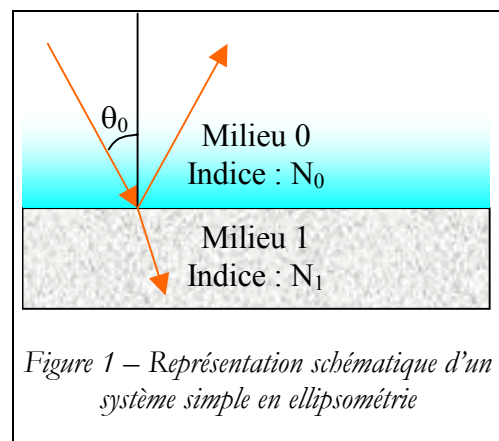 θ₀
Milieu 0
Indice : N₀
Milieu 1
Indice : N₁
Figure 1 – Représentation schématique d'un
système simple en ellipsométrie